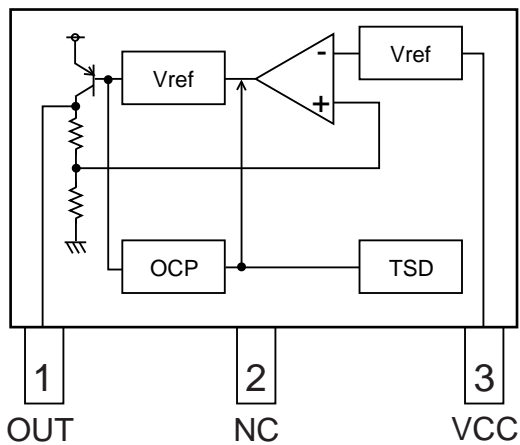 Vref
Vref
-
+
OCP
TSD
1
2
3
OUT
NC
VCC